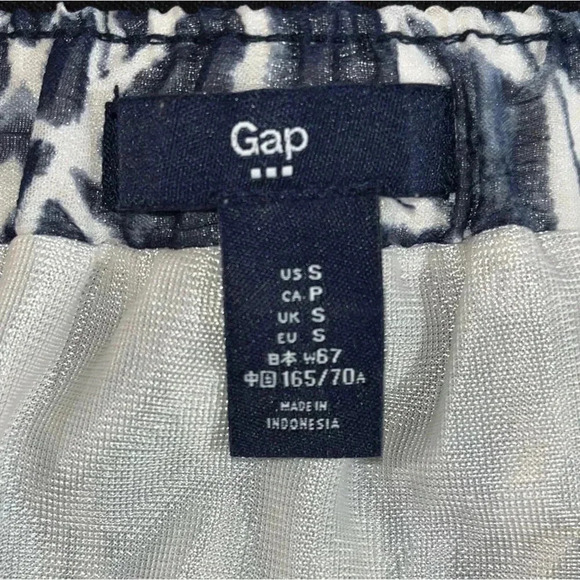 Gap
US S
CA P
UK S
EU S
日本 W67
中国 165/70A
MADE IN
INDONESIA